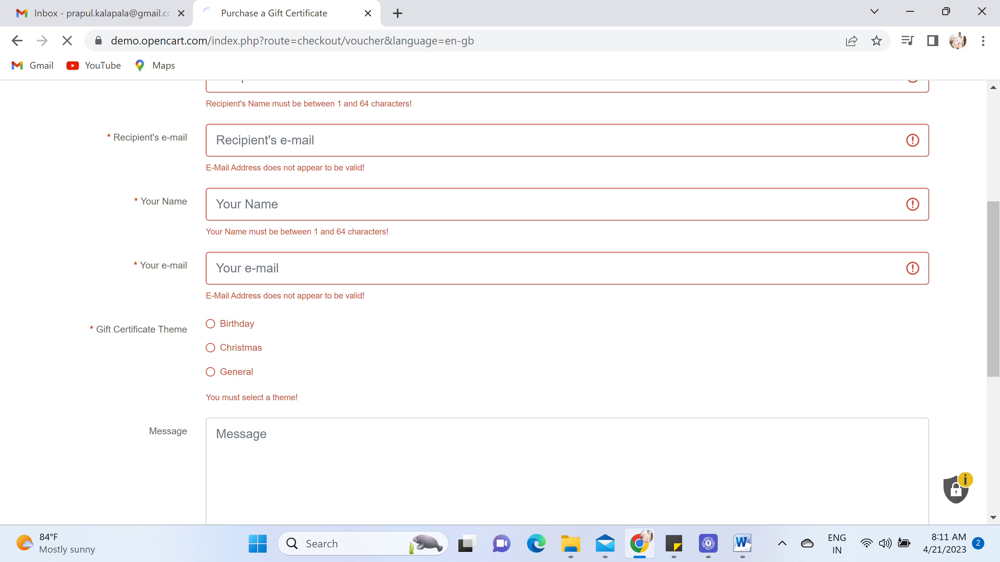 Inbox - prapul.kalapala@gmail.co
Purchase a Gift Certificate
demo.opencart.com/index.php?route=checkout/voucher&language=en-gb
Gmail
YouTube
Maps
Recipient's Name must be between 1 and 64 characters!
* Recipient's e-mail
Recipient's e-mail
E-Mail Address does not appear to be valid!
* Your Name
Your Name
Your Name must be between 1 and 64 characters!
* Your e-mail
Your e-mail
E-Mail Address does not appear to be valid!
* Gift Certificate Theme
Birthday
Christmas
General
You must select a theme!
Message
Message
84°F
Mostly sunny
Search
ENG
IN
8:11 AM
4/21/2023
2